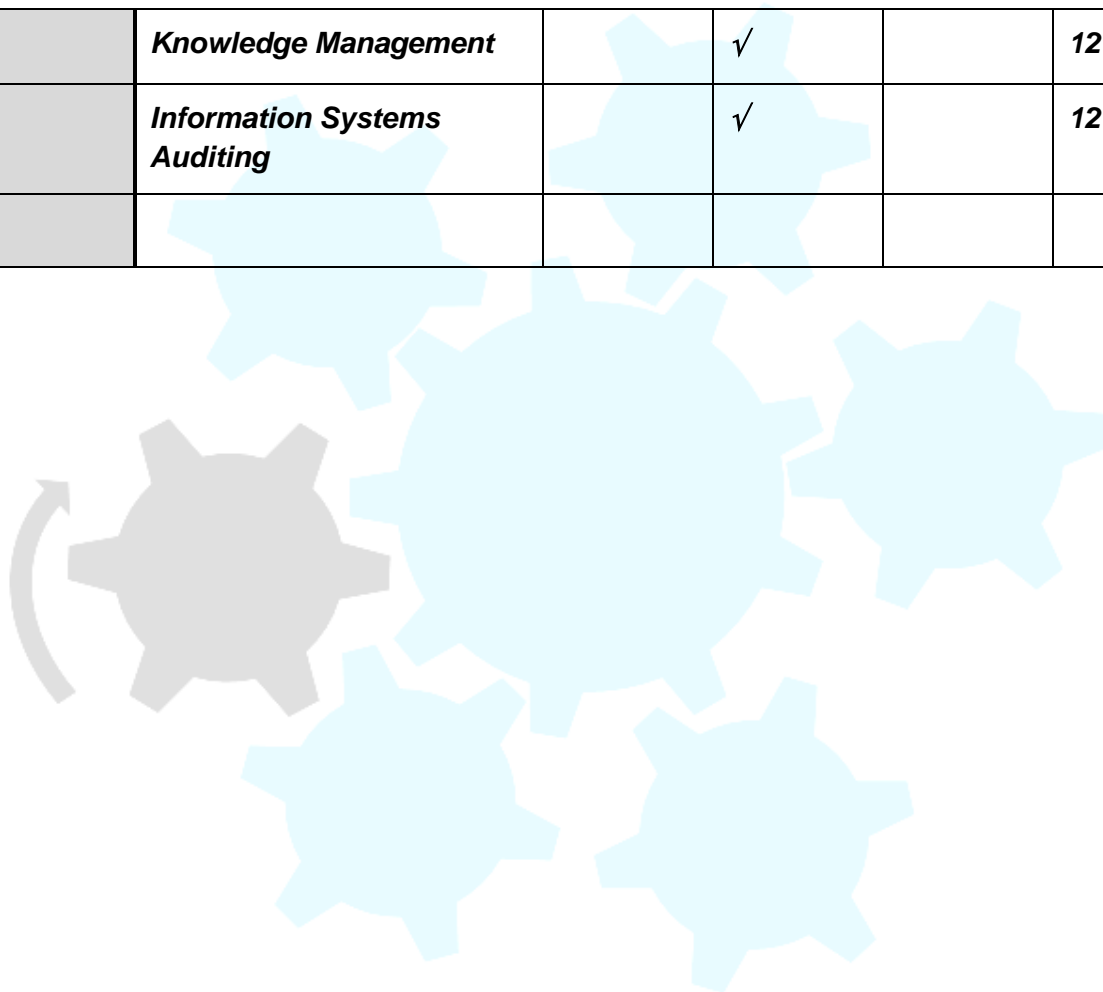 Knowledge Management √ 12
Information Systems √ 12
Auditing